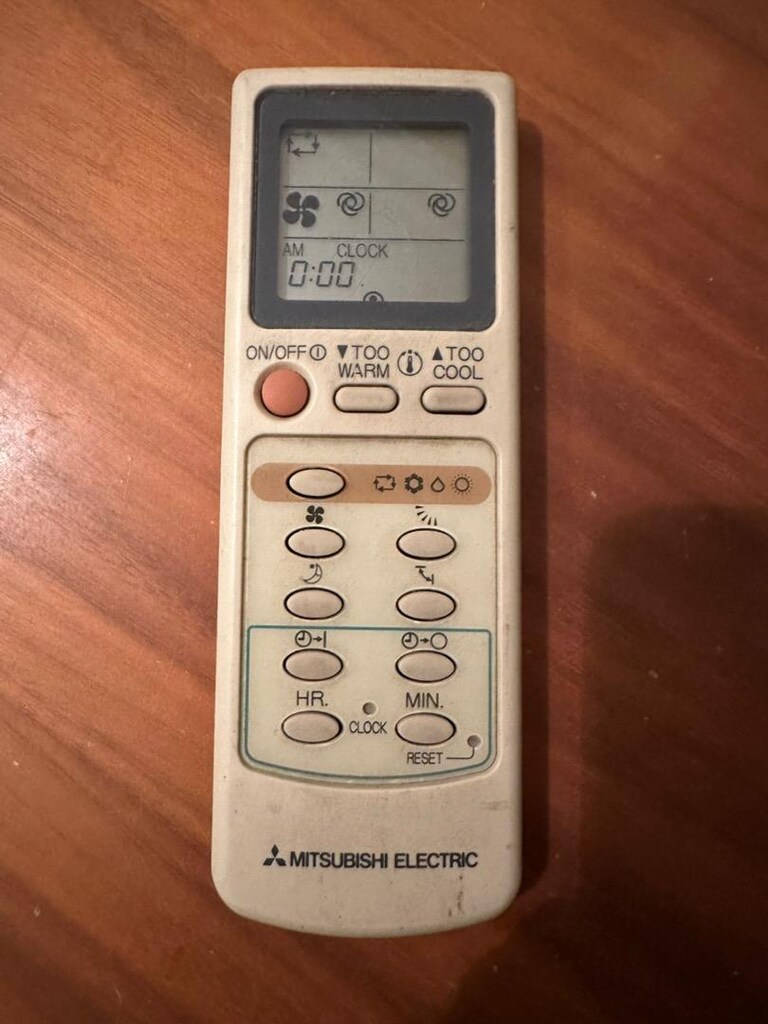 AM CLOCK
0:00
ON/OFF ▼TOO WARM ▲TOO COOL
HR. MIN.
CLOCK
RESET
MITSUBISHI ELECTRIC